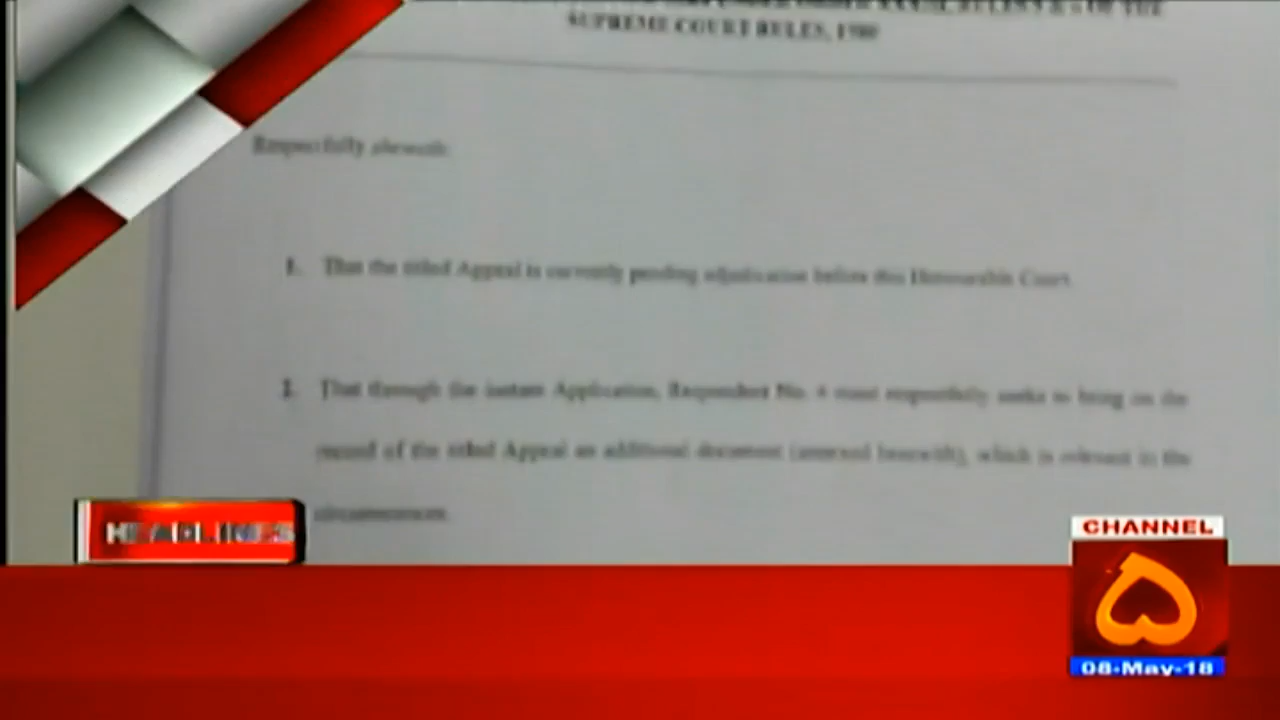 SUPREME COURT RULES, 1980
Respectfully sheweth:
1. That the titled Appeal is currently pending adjudication before this Honourable Court.
2. That through the instant Application, Respondent No. most respectfully seeks to bring on the
record of the titled Appeal an additional document (annexed herewith), which is relevant in the
circumstances.
HEADLINES
CHANNEL
۵
08-May-18